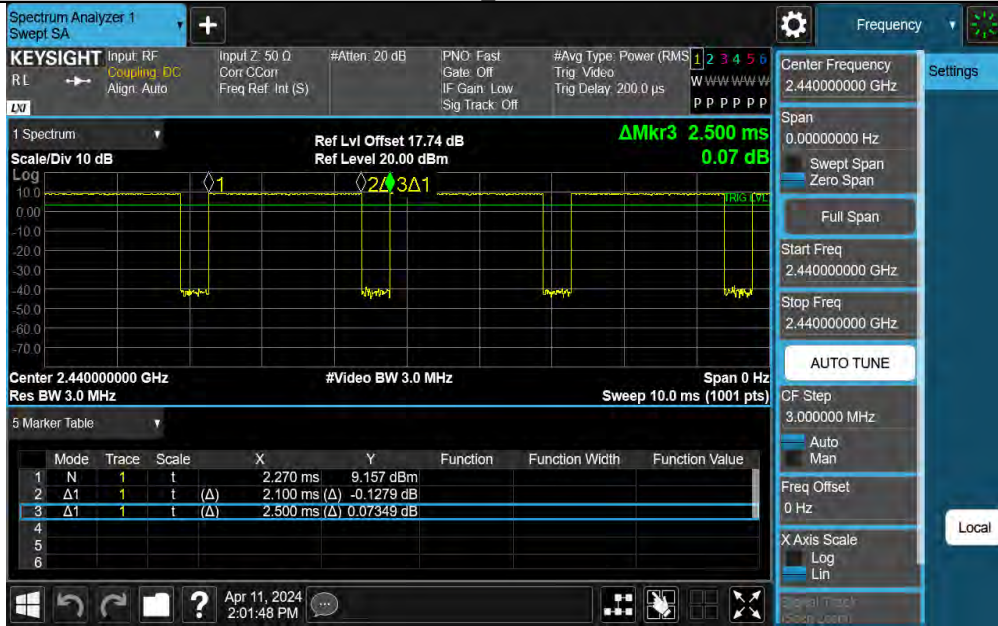 Spectrum Analyzer 1
Swept SA
+
Frequency
KEYSIGHT
RL
LXI
Input: RF
Coupling: DC
Align: Auto
Input Z: 50 Ω
Corr CCorr
Freq Ref: Int (S)
#Atten: 20 dB
PNO: Fast
Gate: Off
IF Gain: Low
Sig Track: Off
#Avg Type: Power (RMS
Trig: Video
Trig Delay: 200.0 µs
1 2 3 4 5 6
W W W W W W
P P P P P P
Center Frequency
2.440000000 GHz
Settings
1 Spectrum
Scale/Div 10 dB
Ref Lvl Offset 17.74 dB
Ref Level 20.00 dBm
ΔMkr3 2.500 ms
0.07 dB
Span
0.00000000 Hz
Swept Span
Zero Span
Log
1
2Δ 3Δ1
TRIG LVL
10.0
0.00
-10.0
-20.0
-30.0
-40.0
-50.0
-60.0
-70.0
Full Span
Start Freq
2.440000000 GHz
Stop Freq
2.440000000 GHz
AUTO TUNE
Center 2.440000000 GHz
#Video BW 3.0 MHz
Span 0 Hz
Res BW 3.0 MHz
Sweep 10.0 ms (1001 pts)
CF Step
3.000000 MHz
Auto
Man
5 Marker Table
Mode Trace Scale X Y Function Function Width Function Value
1 N 1 t 2.270 ms 9.157 dBm
2 Δ1 1 t (Δ) 2.100 ms (Δ) -0.1279 dB
3 Δ1 1 t (Δ) 2.500 ms (Δ) 0.07349 dB
4
5
6
Freq Offset
0 Hz
Local
X Axis Scale
Log
Lin
Signal Track
(Span Zoom)
?
Apr 11, 2024
2:01:48 PM